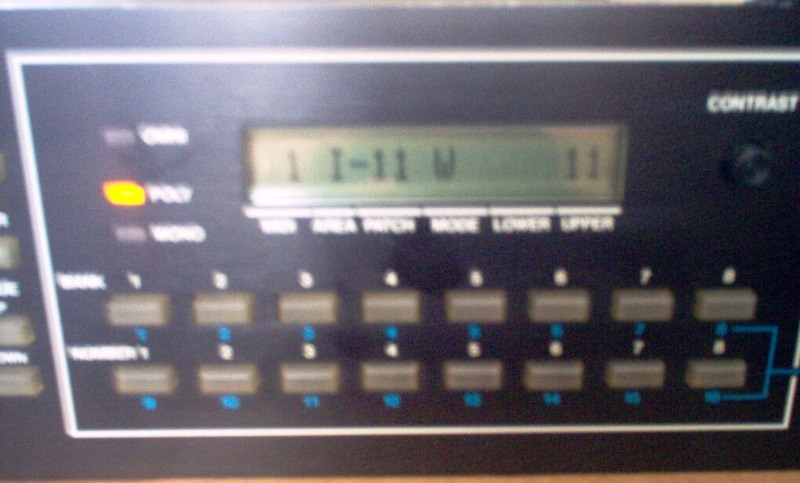 CONTRAST
OMNI
1 I-11 W 11
POLY
MONO
MIDI AREA PATCH MODE LOWER UPPER
BANK 1 2 3 4 5 6 7 8
1 2 3 4 5 6 7 8
NUMBER 1 2 3 4 5 6 7 8
9 10 11 12 13 14 15 16